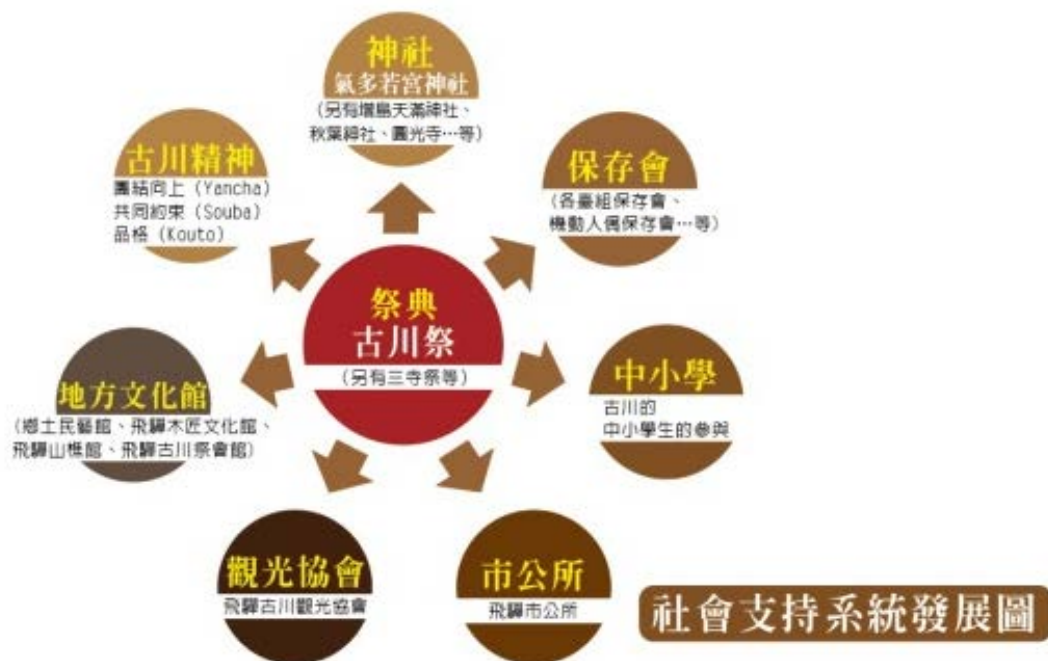 神社
氣多若宮神社
(另有增島天滿神社、
秋葉神社、圓光寺…等)
保存會
(各臺組保存會、
機動人偶保存會…等)
中小學
古川的
中小學生的參與
市公所
飛驒市公所
觀光協會
飛驒古川觀光協會
地方文化館
(鄉土民藝館、飛驒木匠文化館、
飛驒山樵館、飛驒古川祭會館)
古川精神
團結向上 (Yancha)
共同約束 (Souba)
品格 (Kouto)
祭典
古川祭
(另有三寺祭等)
社會支持系統發展圖